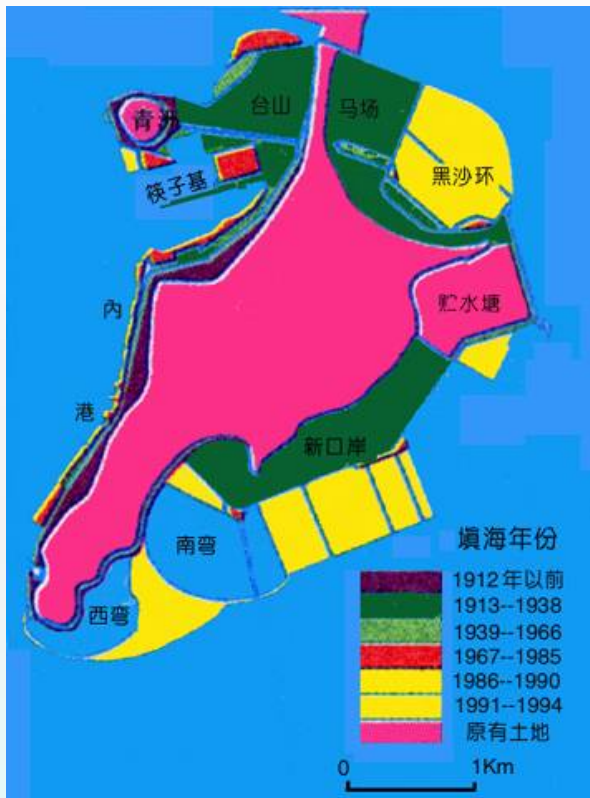 台山
马场
青洲
黑沙环
筷子基
贮水塘
內
港
新口岸
南弯
西弯
填海年份
1912年以前
1913--1938
1939--1966
1967--1985
1986--1990
1991--1994
原有土地
0
1Km